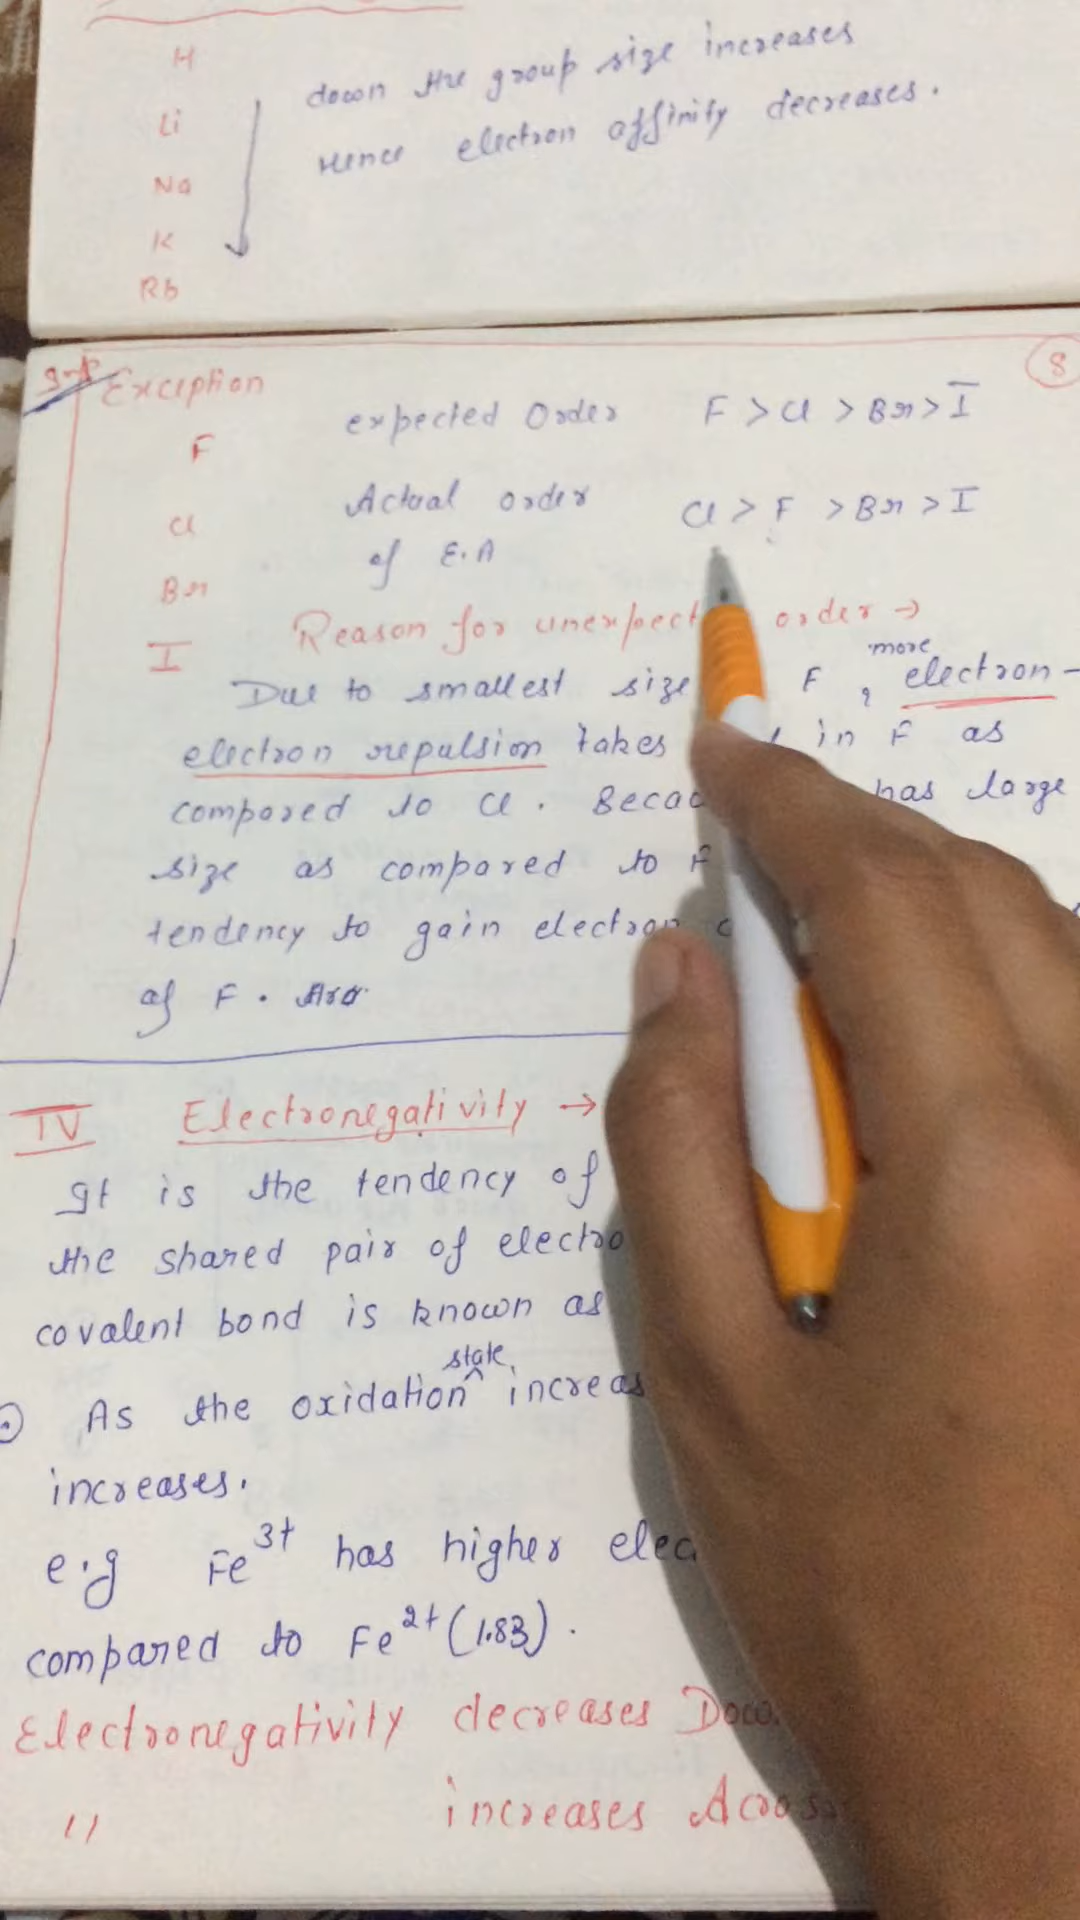 H
Li
Na
K
Rb
down the group size increases
Hence electron affinity decreases.
8
Exception
F
Cl
Br
I
expected Order F > Cl > Br > I
Actual order Cl > F > Br > I
of E.A
Reason for unexpect order →
Due to smallest size F , more electron-
electron repulsion takes in F as
compared to Cl. Beca has large
size as compared to F
tendency to gain electron
of F.
IV Electronegativity →
It is the tendency of
the shared pair of electro
covalent bond is known as
As the oxidation state increas
increases.
e.g Fe3+ has higher elec
compared to Fe2+ (1.83).
Electronegativity decreases Dow
11 increases Across